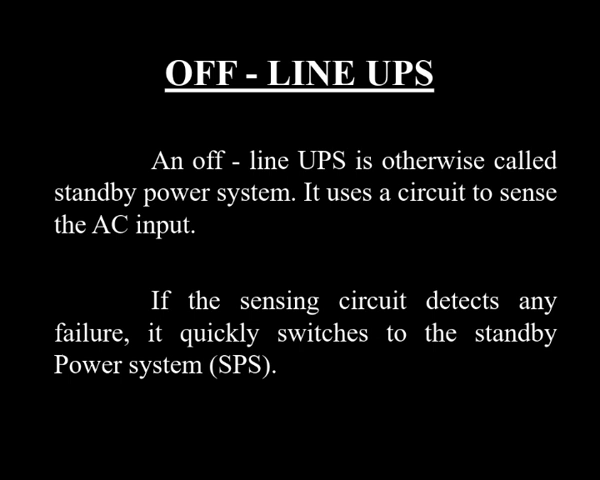 OFF - LINE UPS
An off - line UPS is otherwise called
standby power system. It uses a circuit to sense
the AC input.
If the sensing circuit detects any
failure, it quickly switches to the standby
Power system (SPS).